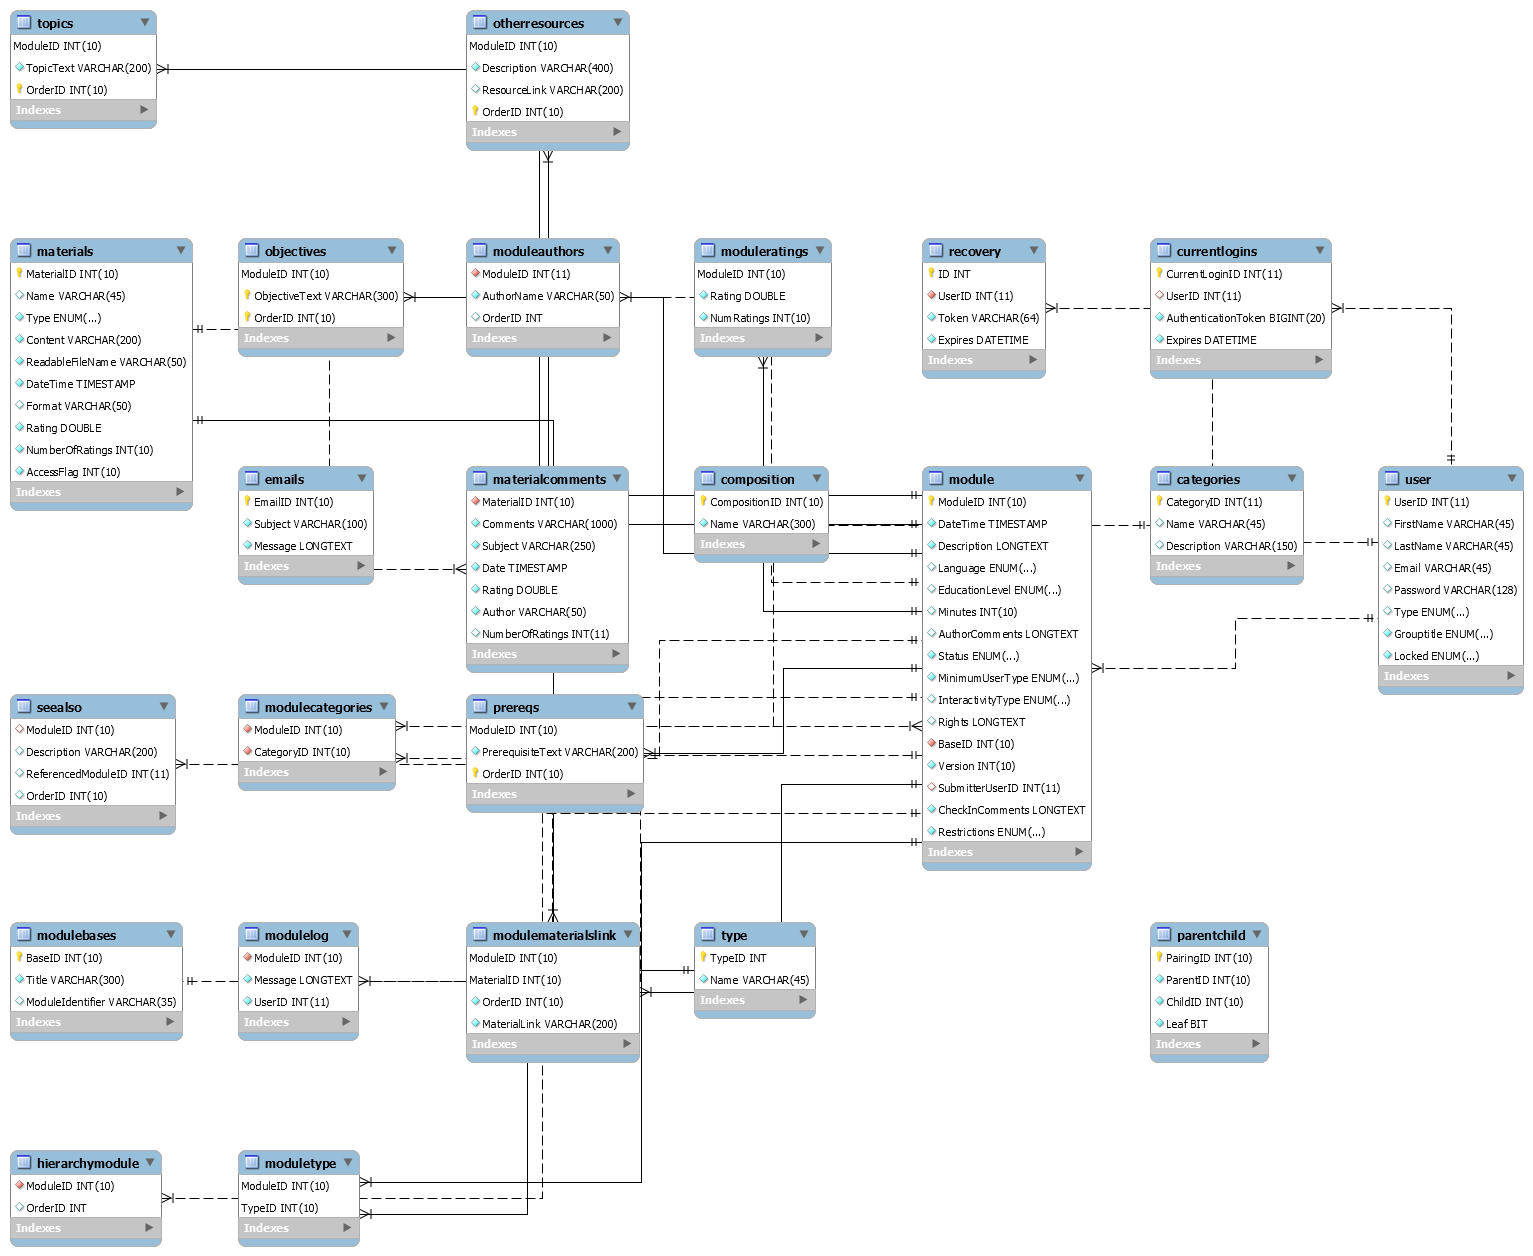 topics
ModuleID INT(10)
TopicText VARCHAR(200)
OrderID INT(10)
Indexes
otherresources
ModuleID INT(10)
Description VARCHAR(400)
ResourceLink VARCHAR(200)
OrderID INT(10)
Indexes
materials
MaterialID INT(10)
Name VARCHAR(45)
Type ENUM(...)
Content VARCHAR(200)
ReadableFileName VARCHAR(50)
DateTime TIMESTAMP
Format VARCHAR(50)
Rating DOUBLE
NumberOfRatings INT(10)
AccessFlag INT(10)
Indexes
objectives
ModuleID INT(10)
ObjectiveText VARCHAR(300)
OrderID INT(10)
Indexes
moduleauthors
ModuleID INT(11)
AuthorName VARCHAR(50)
OrderID INT
Indexes
moduleratings
ModuleID INT(10)
Rating DOUBLE
NumRatings INT(10)
Indexes
recovery
ID INT
UserID INT(11)
Token VARCHAR(64)
Expires DATETIME
Indexes
currentlogins
CurrentLoginID INT(11)
UserID INT(11)
AuthenticationToken BIGINT(20)
Expires DATETIME
Indexes
emails
EmailID INT(10)
Subject VARCHAR(100)
Message LONGTEXT
Indexes
materialcomments
MaterialID INT(10)
Comments VARCHAR(1000)
Subject VARCHAR(250)
Date TIMESTAMP
Rating DOUBLE
Author VARCHAR(50)
NumberOfRatings INT(11)
Indexes
composition
CompositionID INT(10)
Name VARCHAR(300)
Indexes
module
ModuleID INT(10)
DateTime TIMESTAMP
Description LONGTEXT
Language ENUM(...)
EducationLevel ENUM(...)
Minutes INT(10)
AuthorComments LONGTEXT
Status ENUM(...)
MinimumUserType ENUM(...)
InteractivityType ENUM(...)
Rights LONGTEXT
BaseID INT(10)
Version INT(10)
SubmitterUserID INT(11)
CheckInComments LONGTEXT
Restrictions ENUM(...)
Indexes
categories
CategoryID INT(11)
Name VARCHAR(45)
Description VARCHAR(150)
Indexes
user
UserID INT(11)
FirstName VARCHAR(45)
LastName VARCHAR(45)
Email VARCHAR(45)
Password VARCHAR(128)
Type ENUM(...)
Grouptitle ENUM(...)
Locked ENUM(...)
Indexes
seealso
ModuleID INT(10)
Description VARCHAR(200)
ReferencedModuleID INT(11)
OrderID INT(10)
Indexes
modulecategories
ModuleID INT(10)
CategoryID INT(10)
Indexes
prereqs
ModuleID INT(10)
PrerequisiteText VARCHAR(200)
OrderID INT(10)
Indexes
modulebases
BaseID INT(10)
Title VARCHAR(300)
ModuleIdentifier VARCHAR(35)
Indexes
modulelog
ModuleID INT(10)
Message LONGTEXT
UserID INT(11)
Indexes
modulematerialslink
ModuleID INT(10)
MaterialID INT(10)
OrderID INT(10)
MaterialLink VARCHAR(200)
Indexes
type
TypeID INT
Name VARCHAR(45)
Indexes
parentchild
PairingID INT(10)
ParentID INT(10)
ChildID INT(10)
Leaf BIT
Indexes
hierarchymodule
ModuleID INT(10)
OrderID INT
Indexes
moduletype
ModuleID INT(10)
TypeID INT(10)
Indexes